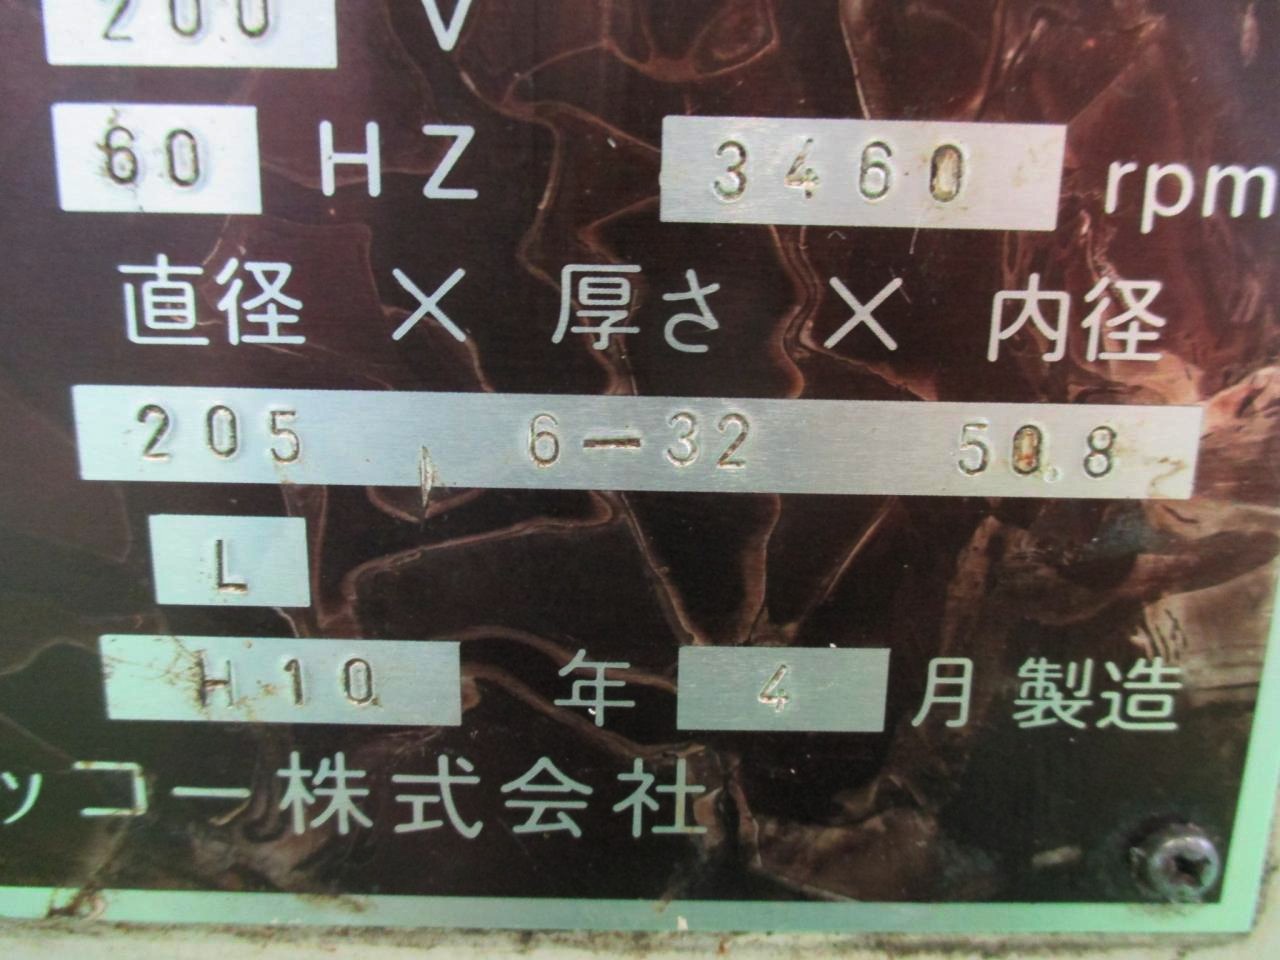 200 V
60 HZ 3460 rpm
直径 × 厚さ × 内径
205 6-32 50.8
L
H10 年 4 月 製造
ッコー株式会社